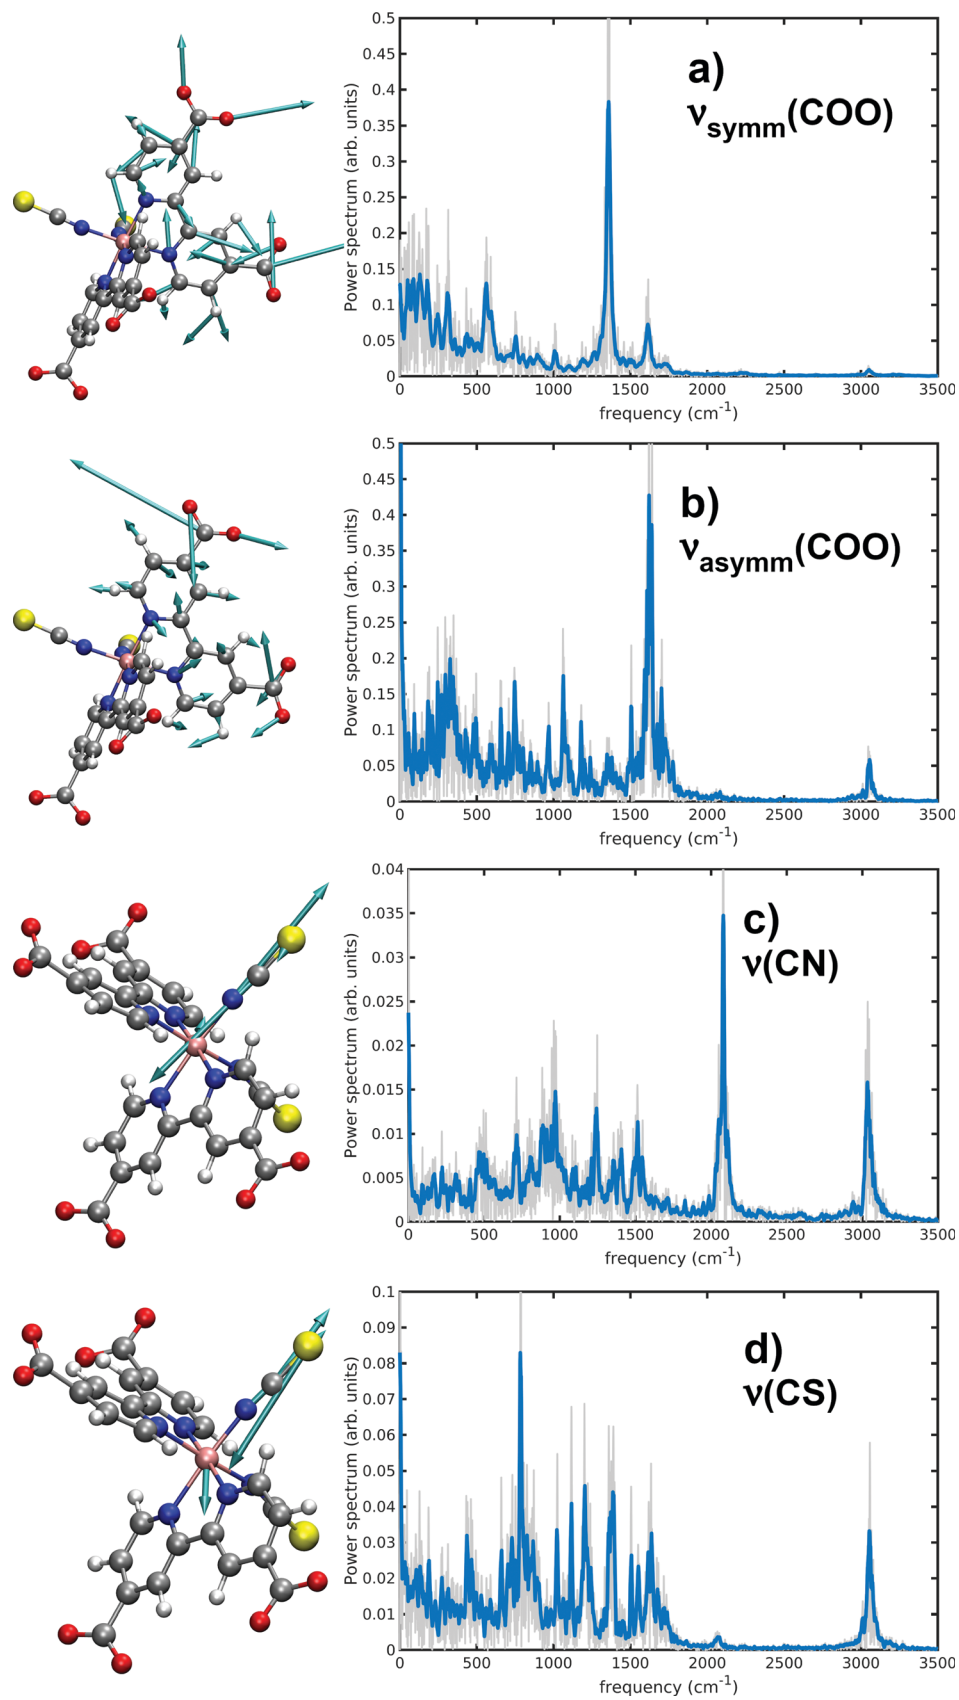 a)
νsymm(COO)
Power spectrum (arb. units)
0.5
0.45
0.4
0.35
0.3
0.25
0.2
0.15
0.1
0.05
0
0 500 1000 1500 2000 2500 3000 3500
frequency (cm-1)
b)
νasymm(COO)
Power spectrum (arb. units)
0.5
0.45
0.4
0.35
0.3
0.25
0.2
0.15
0.1
0.05
0
0 500 1000 1500 2000 2500 3000 3500
frequency (cm-1)
c)
ν(CN)
Power spectrum (arb. units)
0.04
0.035
0.03
0.025
0.02
0.015
0.01
0.005
0
0 500 1000 1500 2000 2500 3000 3500
frequency (cm-1)
d)
ν(CS)
Power spectrum (arb. units)
0.1
0.09
0.08
0.07
0.06
0.05
0.04
0.03
0.02
0.01
0
0 500 1000 1500 2000 2500 3000 3500
frequency (cm-1)